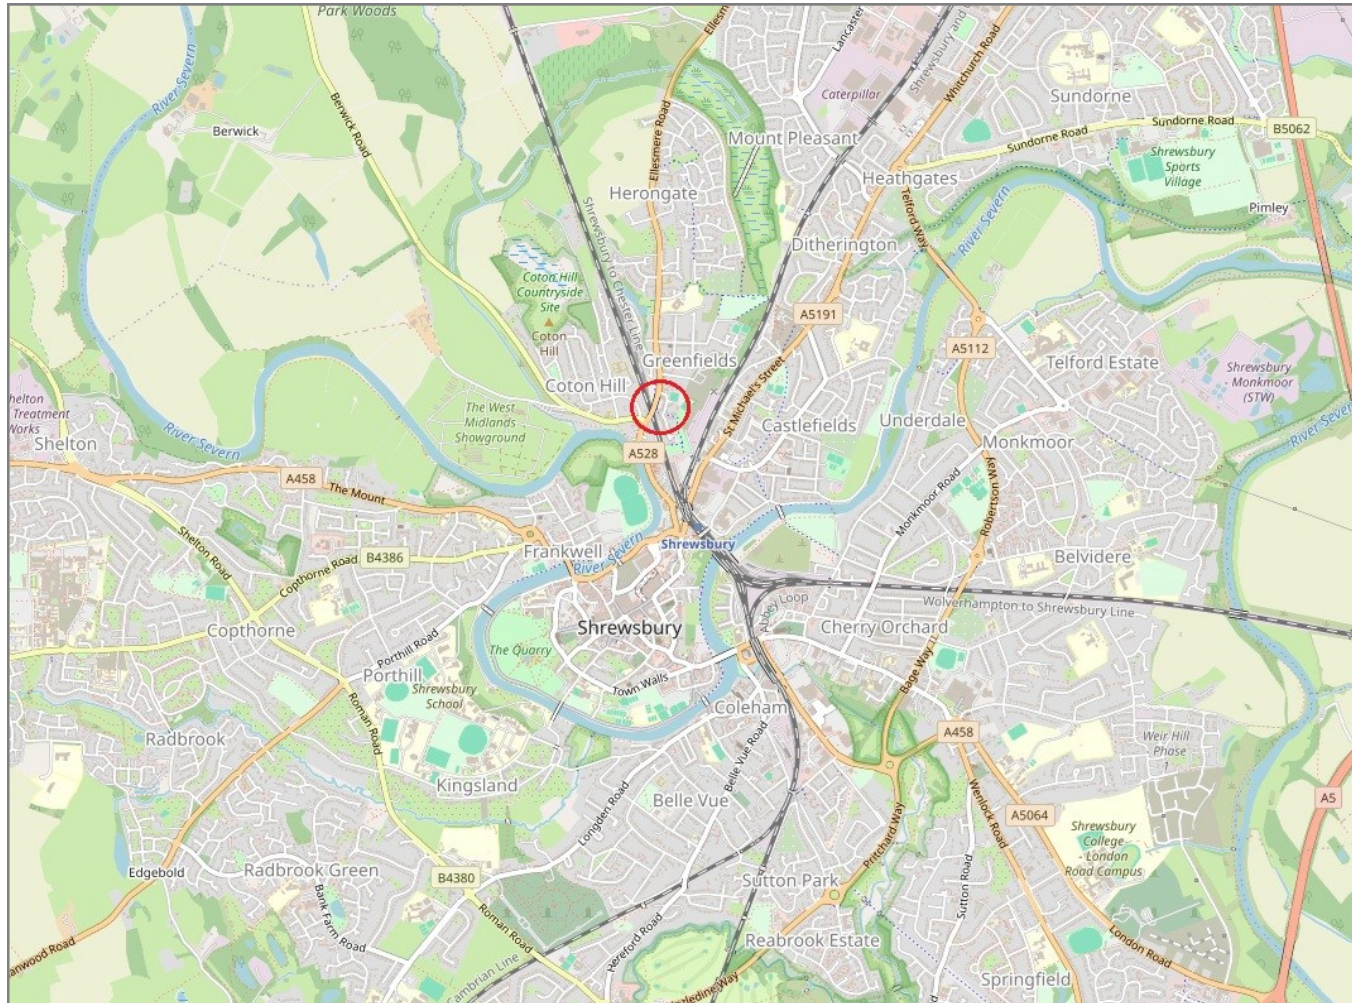 Park Woods
River Severn
Berwick
Berwick Road
Ellesmere Road
Lancaster
Caterpillar
Whitchurch Road
Sundorne
Sundorne Road
Sundorne Road
B5062
Mount Pleasant
Shrewsbury
Sports
Village
Heathgates
Herongate
Pimley
Telford Way
River Severn
Ditherington
Shrewsbury to Chester Line
Coton Hill
Countryside
Site
Coton
Hill
A5191
A5112
Greenfields
Telford Estate
Shrewsbury
Monkmoor
(STW)
Coton Hill
St Michael's Street
The West
Midlands
Showground
Castlefields
Underdale
Monkmoor
River Severn
River Severn
Treatment
Works
Shelton
A528
A458
The Mount
Monkmoor Road
Robertson Way
Shelton Road
Frankwell
River Severn
Shrewsbury
B4386
Copthorne Road
Belvidere
Abbey Loop
Wolverhampton to Shrewsbury Line
Copthorne
Shrewsbury
Cherry Orchard
Porthill Road
The Quarry
Bage Way
Porthill
Shrewsbury
School
Town Walls
Coleham
Roman Road
Radbrook
A458
Weir Hill
Phase
1
Belle Vue Road
Kingsland
Belle Vue
Longden Road
Pritchard Way
Wenlock Road
A5064
A5
Shrewsbury
College
- London
Road Campus
Edgebold
Radbrook Green
B4380
Sutton Park
Bank Farm Road
Roman Road
Hereford Road
Sutton Road
Reabrook Estate
London Road
Cambrian Line
Springfield